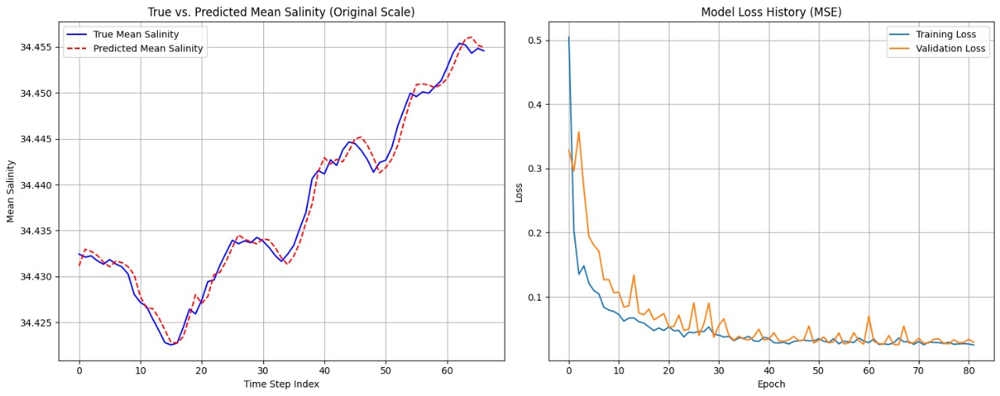 True vs. Predicted Mean Salinity (Original Scale)
True Mean Salinity
Predicted Mean Salinity
34.455
34.450
34.445
34.440
34.435
34.430
34.425
Mean Salinity
0 10 20 30 40 50 60
Time Step Index
Model Loss History (MSE)
Training Loss
Validation Loss
0.5
0.4
0.3
0.2
0.1
Loss
0 10 20 30 40 50 60 70 80
Epoch